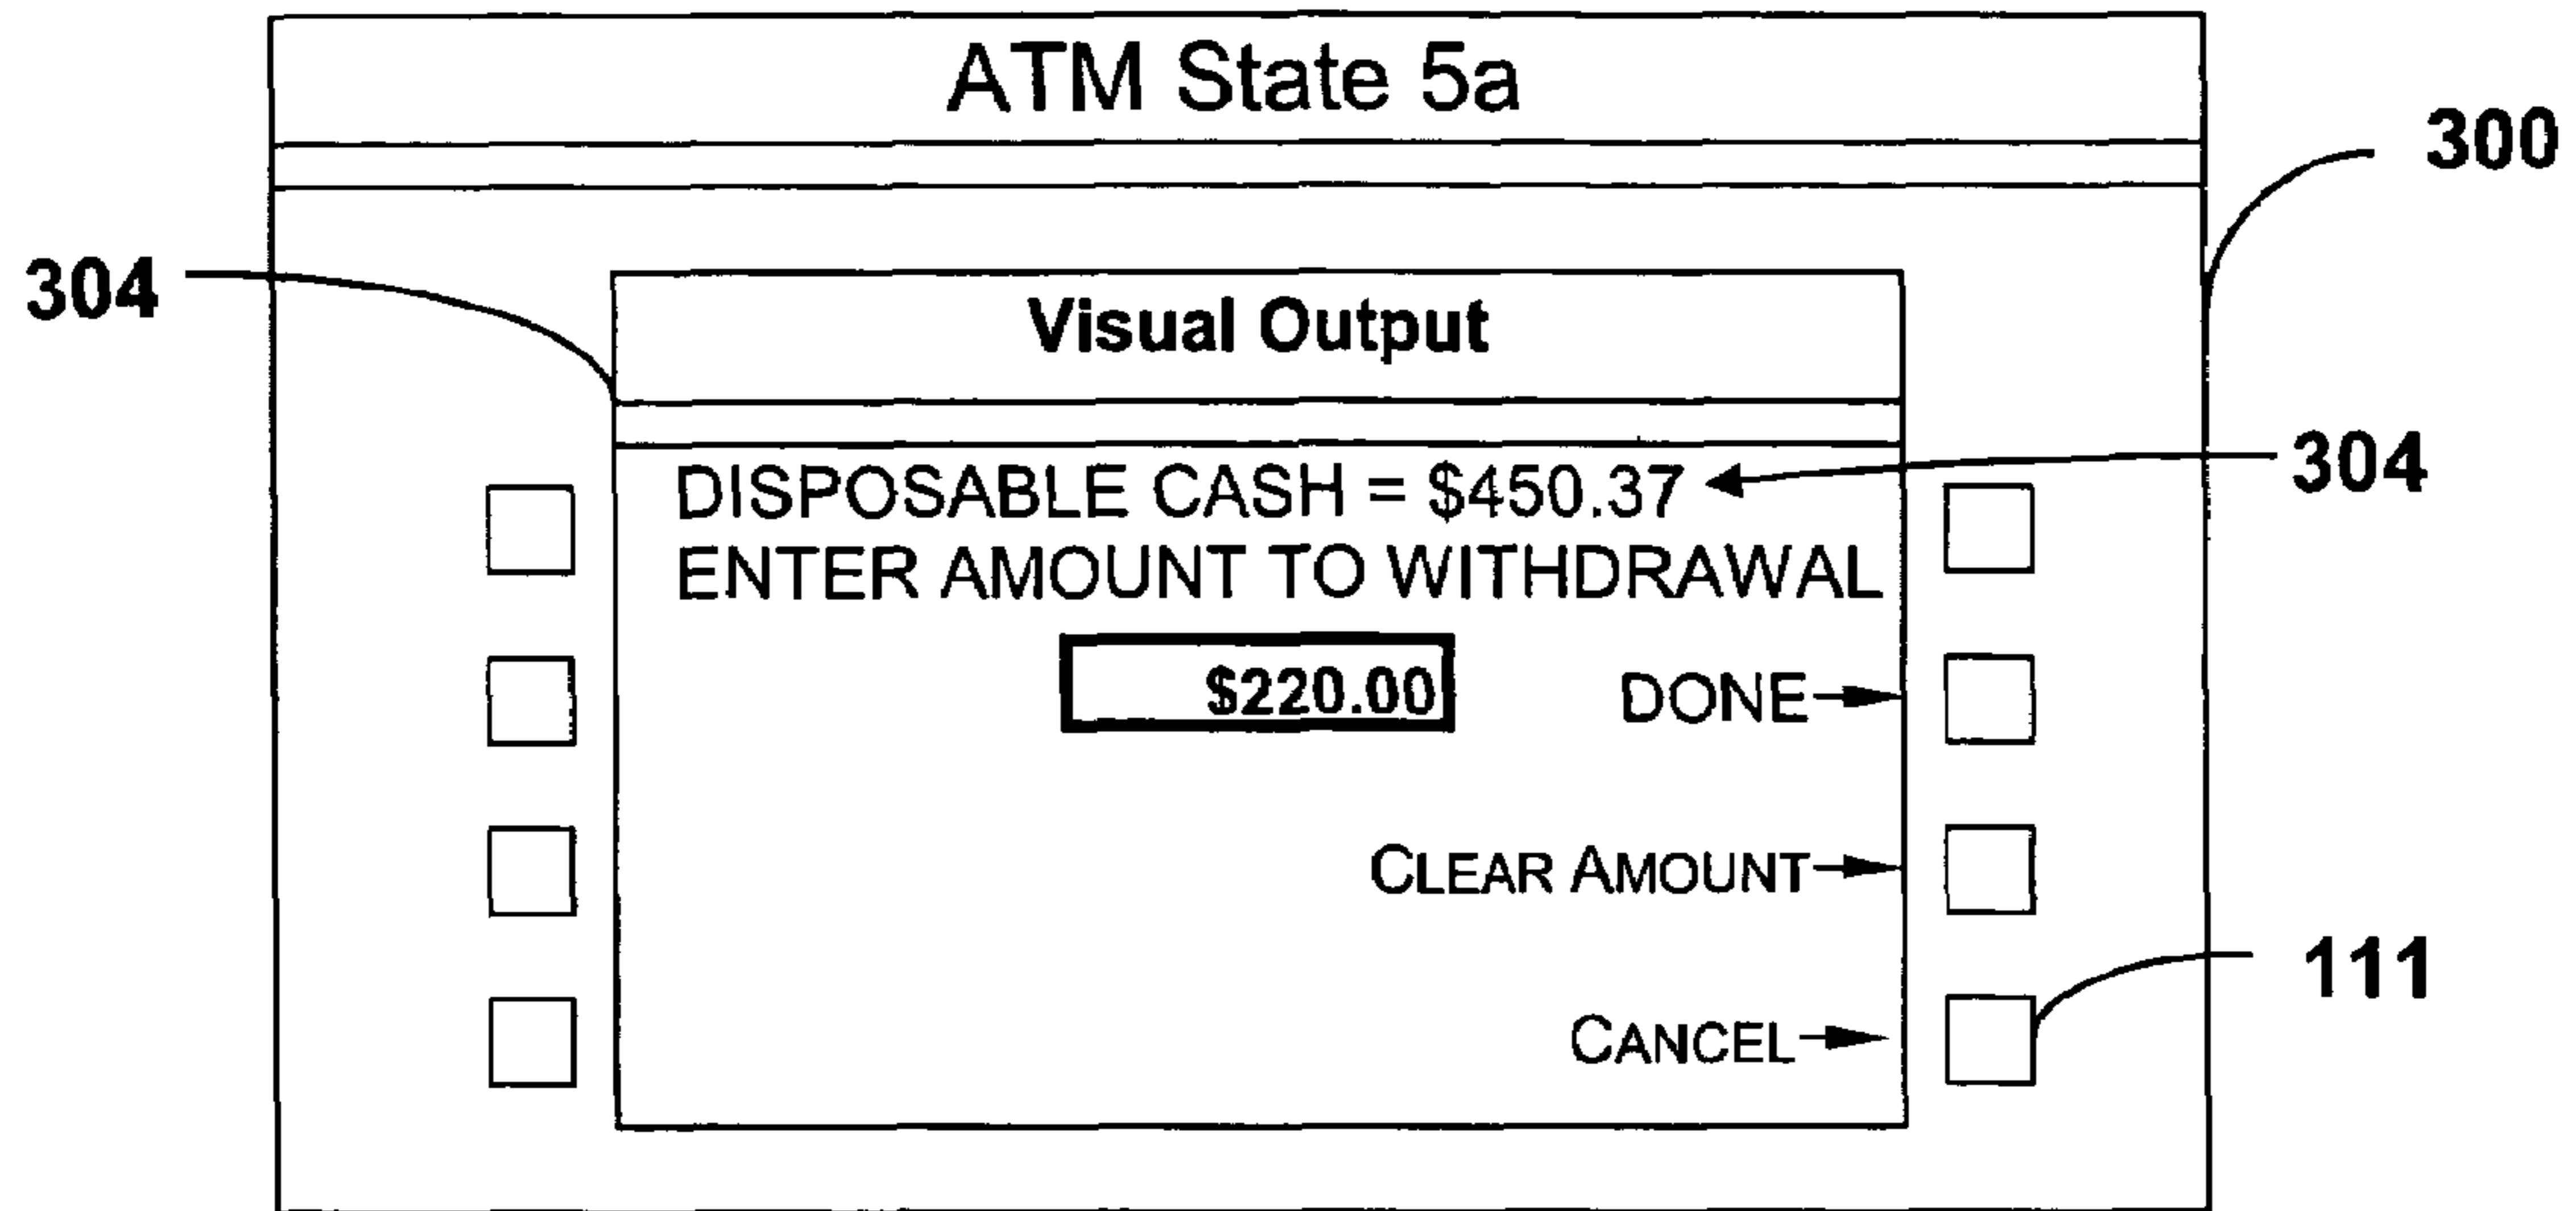 ATM State 5a
300
304
Visual Output
DISPOSABLE CASH = $450.37
304
ENTER AMOUNT TO WITHDRAWAL
$220.00
DONE
CLEAR AMOUNT
111
CANCEL